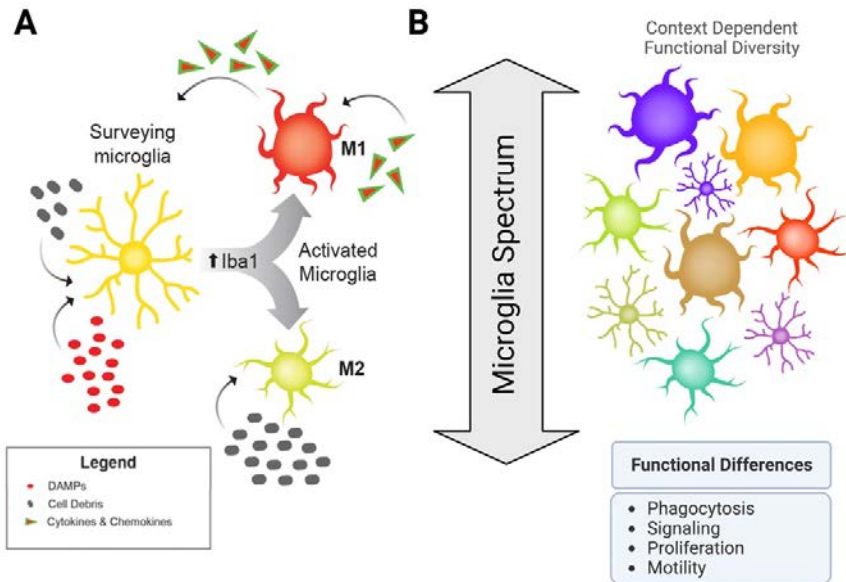 A
Surveying
microglia
M1
⬆Iba1
Activated
Microglia
M2
Legend
DAMPs
Cell Debris
Cytokines & Chemokines
B
Context Dependent
Functional Diversity
Microglia Spectrum
Functional Differences
• Phagocytosis
• Signaling
• Proliferation
• Motility